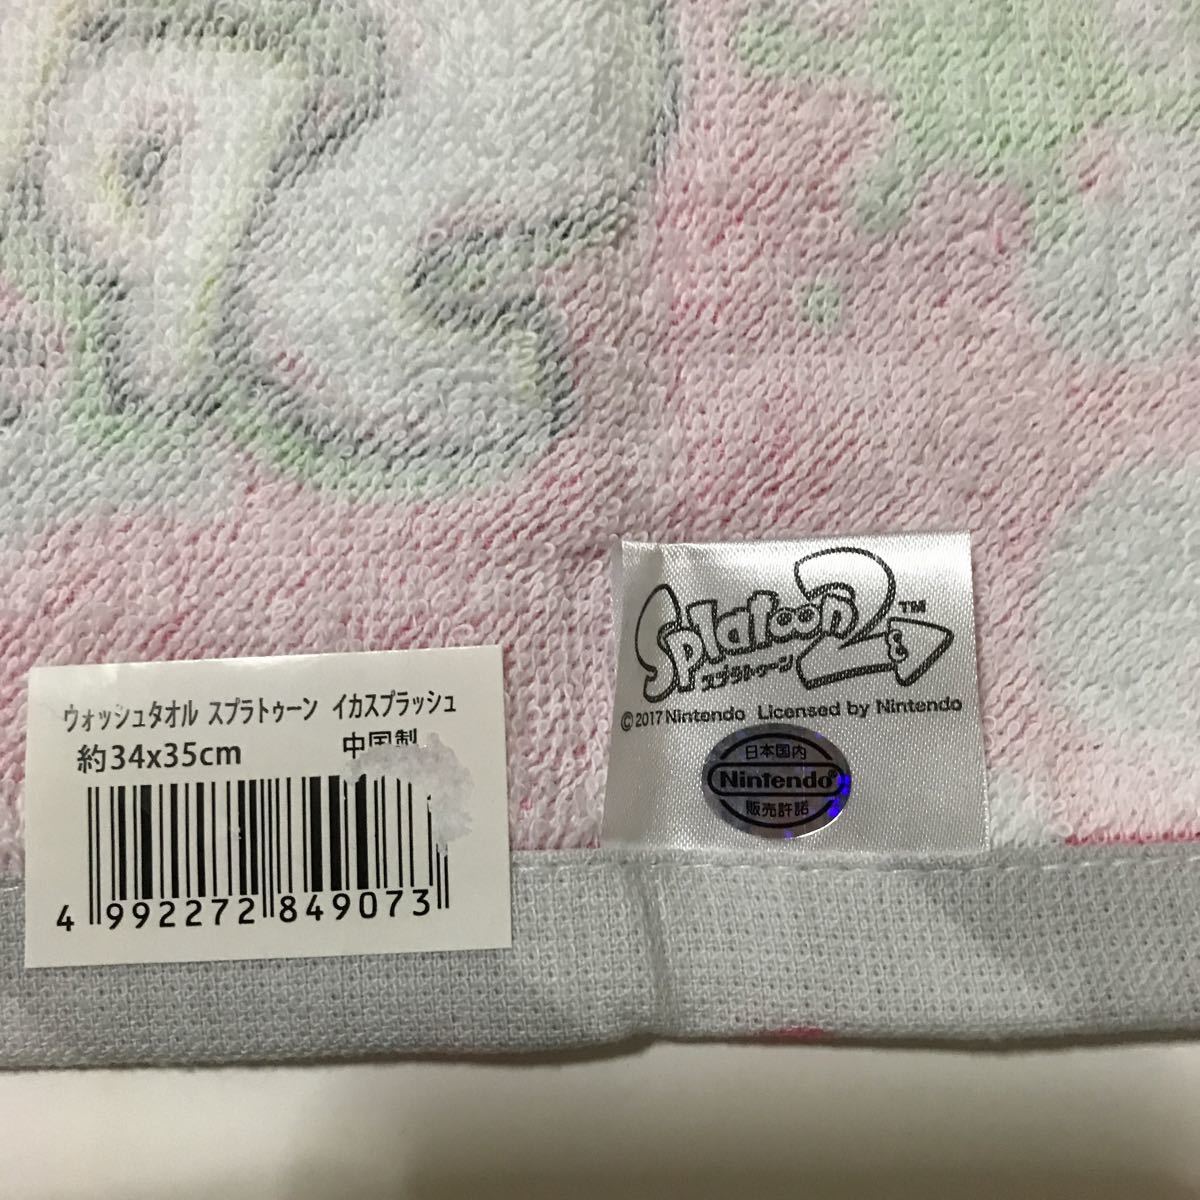 Splatoon2™
スプラトゥーン
©2017 Nintendo Licensed by Nintendo
日本国内
Nintendo®
販売許諾
ウォッシュタオル スプラトゥーン イカスプラッシュ
約34x35cm 中国製
4 992272 849073